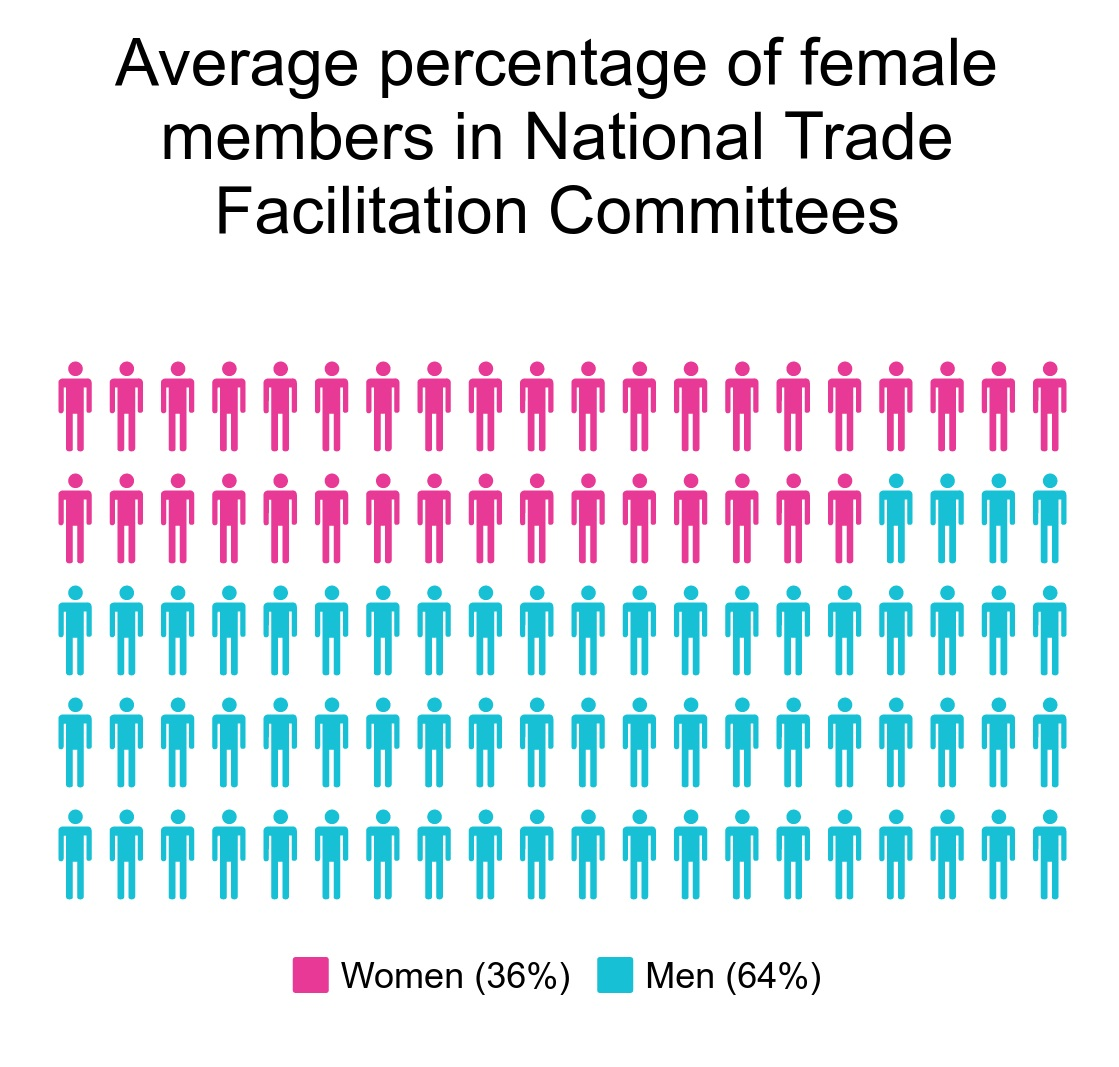 Average percentage of female
members in National Trade
Facilitation Committees
Women (36%) Men (64%)